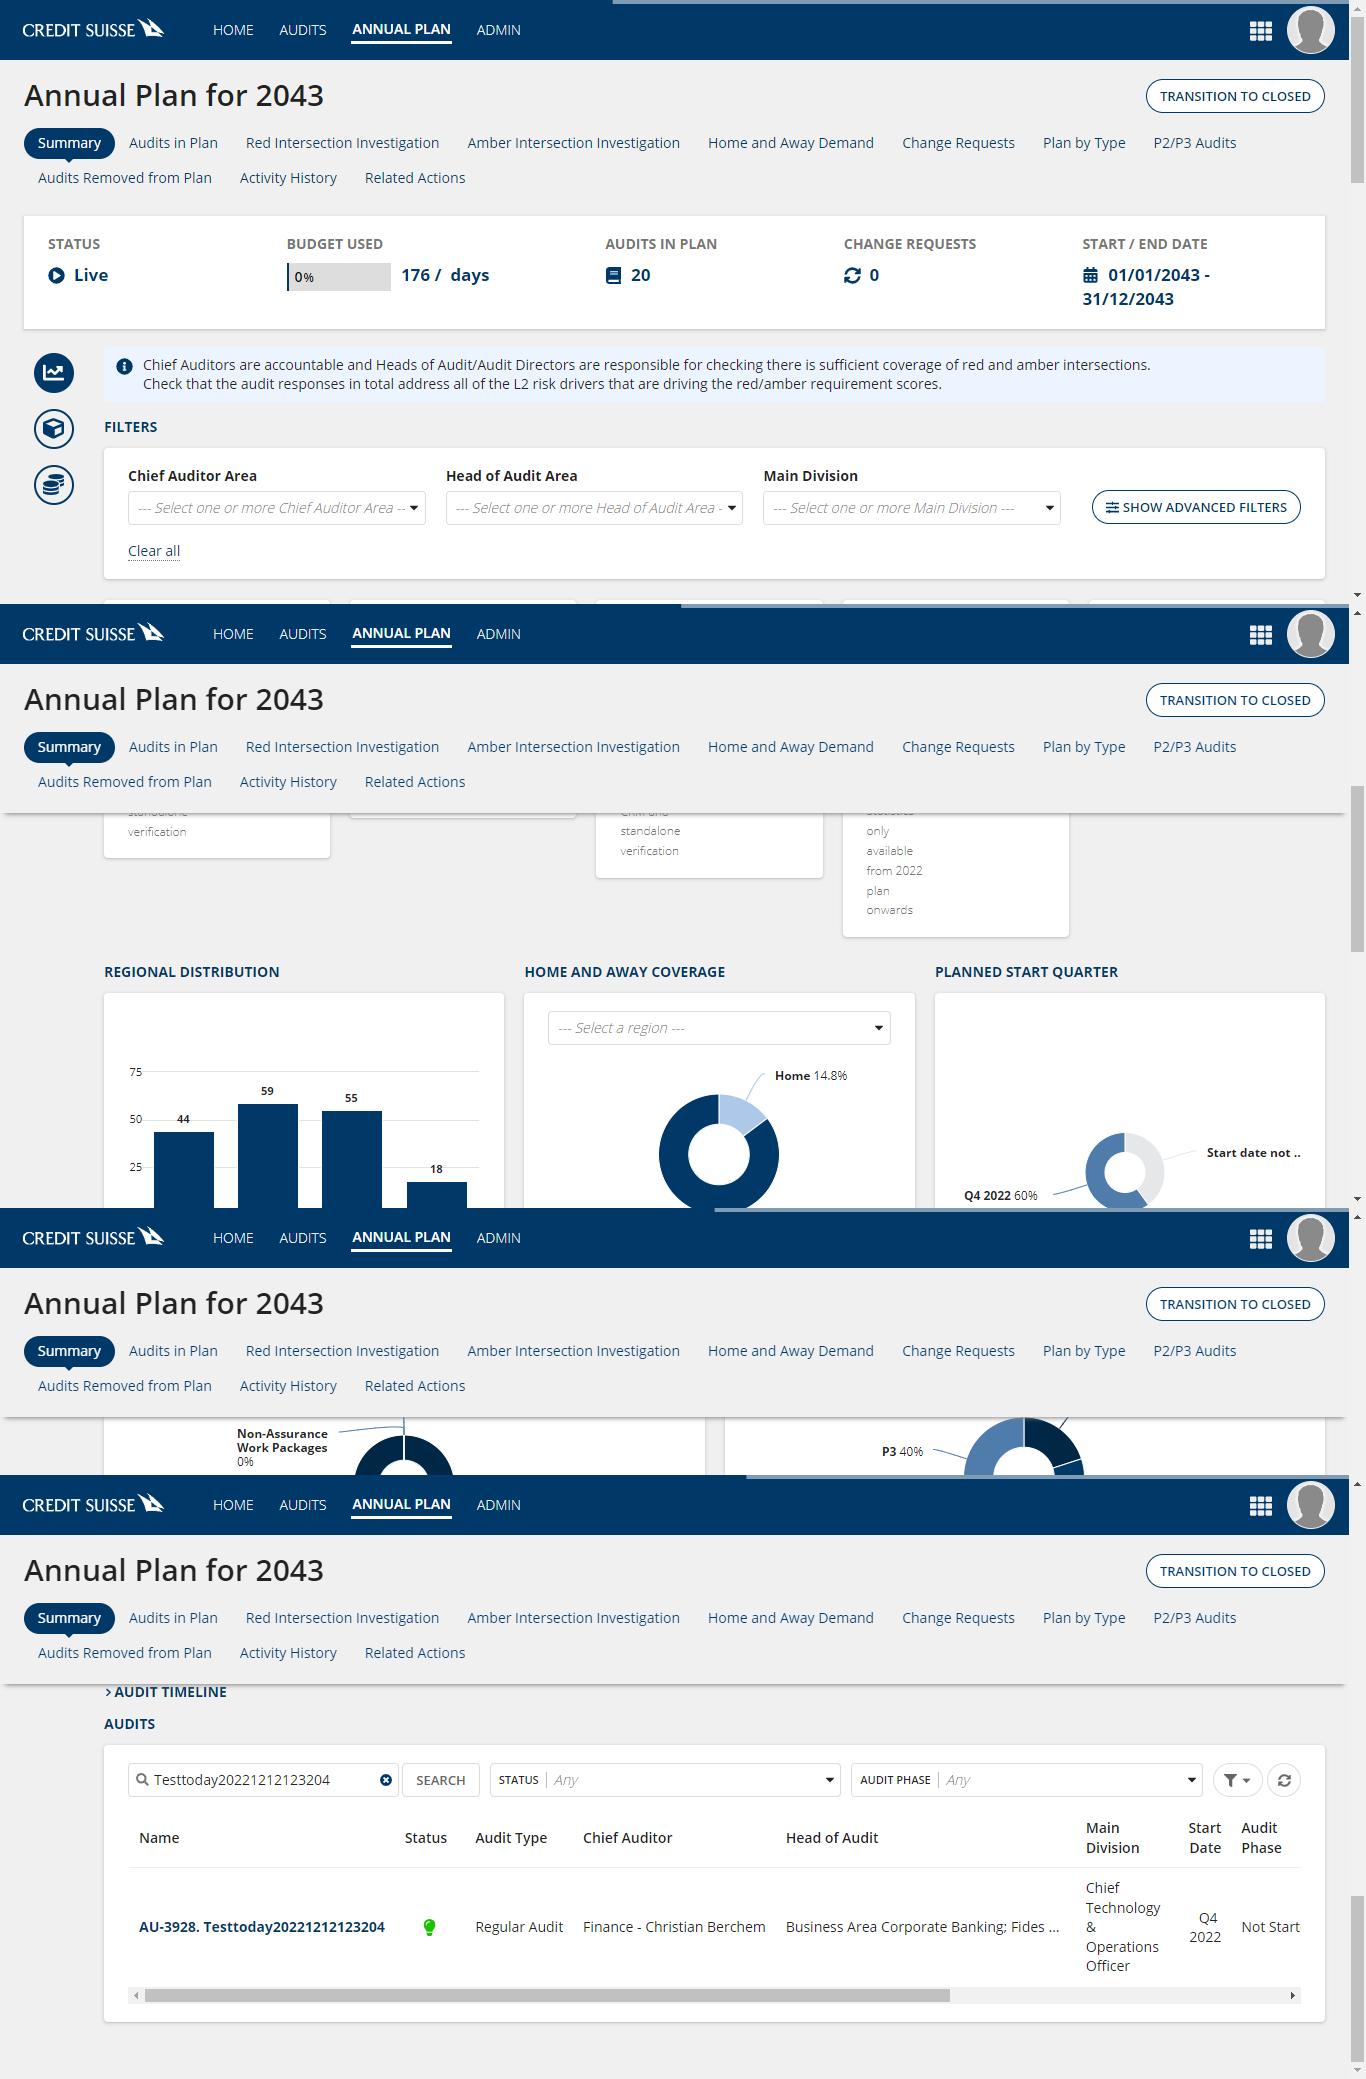 CREDIT SUISSE HOME AUDITS ANNUAL PLAN ADMIN
Annual Plan for 2043 TRANSITION TO CLOSED
Summary Audits in Plan Red Intersection Investigation Amber Intersection Investigation Home and Away Demand Change Requests Plan by Type P2/P3 Audits
Audits Removed from Plan Activity History Related Actions
STATUS BUDGET USED AUDITS IN PLAN CHANGE REQUESTS START / END DATE
Live 0% 176 / days 20 0 01/01/2043 -
31/12/2043
Chief Auditors are accountable and Heads of Audit/Audit Directors are responsible for checking there is sufficient coverage of red and amber intersections.
Check that the audit responses in total address all of the L2 risk drivers that are driving the red/amber requirement scores.
FILTERS
Chief Auditor Area Head of Audit Area Main Division
--- Select one or more Chief Auditor Area -- --- Select one or more Head of Audit Area - --- Select one or more Main Division --- SHOW ADVANCED FILTERS
Clear all
CREDIT SUISSE HOME AUDITS ANNUAL PLAN ADMIN
Annual Plan for 2043 TRANSITION TO CLOSED
Summary Audits in Plan Red Intersection Investigation Amber Intersection Investigation Home and Away Demand Change Requests Plan by Type P2/P3 Audits
Audits Removed from Plan Activity History Related Actions
standalone
verification
CRM and
standalone
verification
statistics
only
available
from 2022
plan
onwards
REGIONAL DISTRIBUTION HOME AND AWAY COVERAGE PLANNED START QUARTER
--- Select a region ---
75
50
25
44
59
55
18
Home 14.8%
Start date not ..
Q4 2022 60%
CREDIT SUISSE HOME AUDITS ANNUAL PLAN ADMIN
Annual Plan for 2043 TRANSITION TO CLOSED
Summary Audits in Plan Red Intersection Investigation Amber Intersection Investigation Home and Away Demand Change Requests Plan by Type P2/P3 Audits
Audits Removed from Plan Activity History Related Actions
Non-Assurance
Work Packages
0%
P3 40%
CREDIT SUISSE HOME AUDITS ANNUAL PLAN ADMIN
Annual Plan for 2043 TRANSITION TO CLOSED
Summary Audits in Plan Red Intersection Investigation Amber Intersection Investigation Home and Away Demand Change Requests Plan by Type P2/P3 Audits
Audits Removed from Plan Activity History Related Actions
> AUDIT TIMELINE
AUDITS
Testtoday20221212123204 SEARCH STATUS Any AUDIT PHASE Any
Name Status Audit Type Chief Auditor Head of Audit Main Division Start Date Audit Phase
AU-3928. Testtoday20221212123204 Regular Audit Finance - Christian Berchem Business Area Corporate Banking; Fides ... Chief Technology & Operations Officer Q4 2022 Not Start